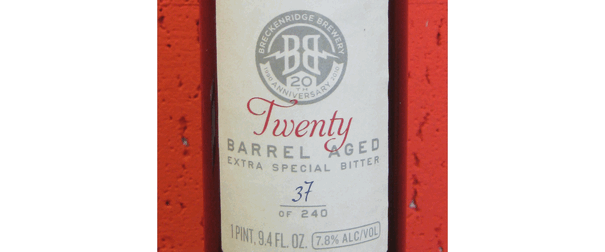 BRECKENRIDGE BREWERY
BB
20
TH
ANNIVERSARY
Twenty
BARREL AGED
EXTRA SPECIAL BITTER
37
OF 240
1 PINT, 9.4 FL. OZ. 7.8% ALC/VOL